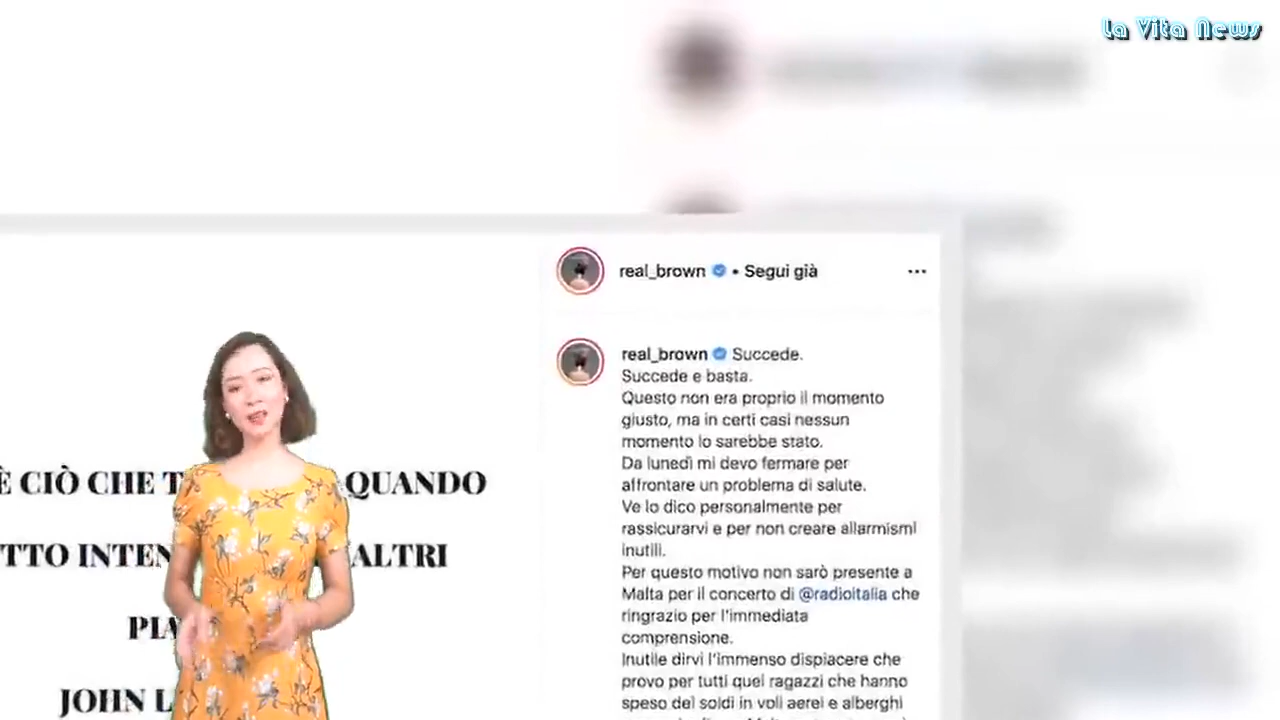 La Vita News
real_brown • Segui già
real_brown Succede.
Succede e basta.
Questo non era proprio il momento
giusto, ma in certi casi nessun
momento lo sarebbe stato.
Da lunedì mi devo fermare per
affrontare un problema di salute.
Ve lo dico personalmente per
rassicurarvi e per non creare allarmismi
inutili.
Per questo motivo non sarò presente a
Malta per il concerto di @radioitalia che
ringrazio per l'immediata
comprensione.
Inutile dirvi l'immenso dispiacere che
provo per tutti quei ragazzi che hanno
speso dei soldi in voli aerei e alberghi
È CIÒ CHE T QUANDO
TTO INTEN ALTRI
PIA
JOHN L